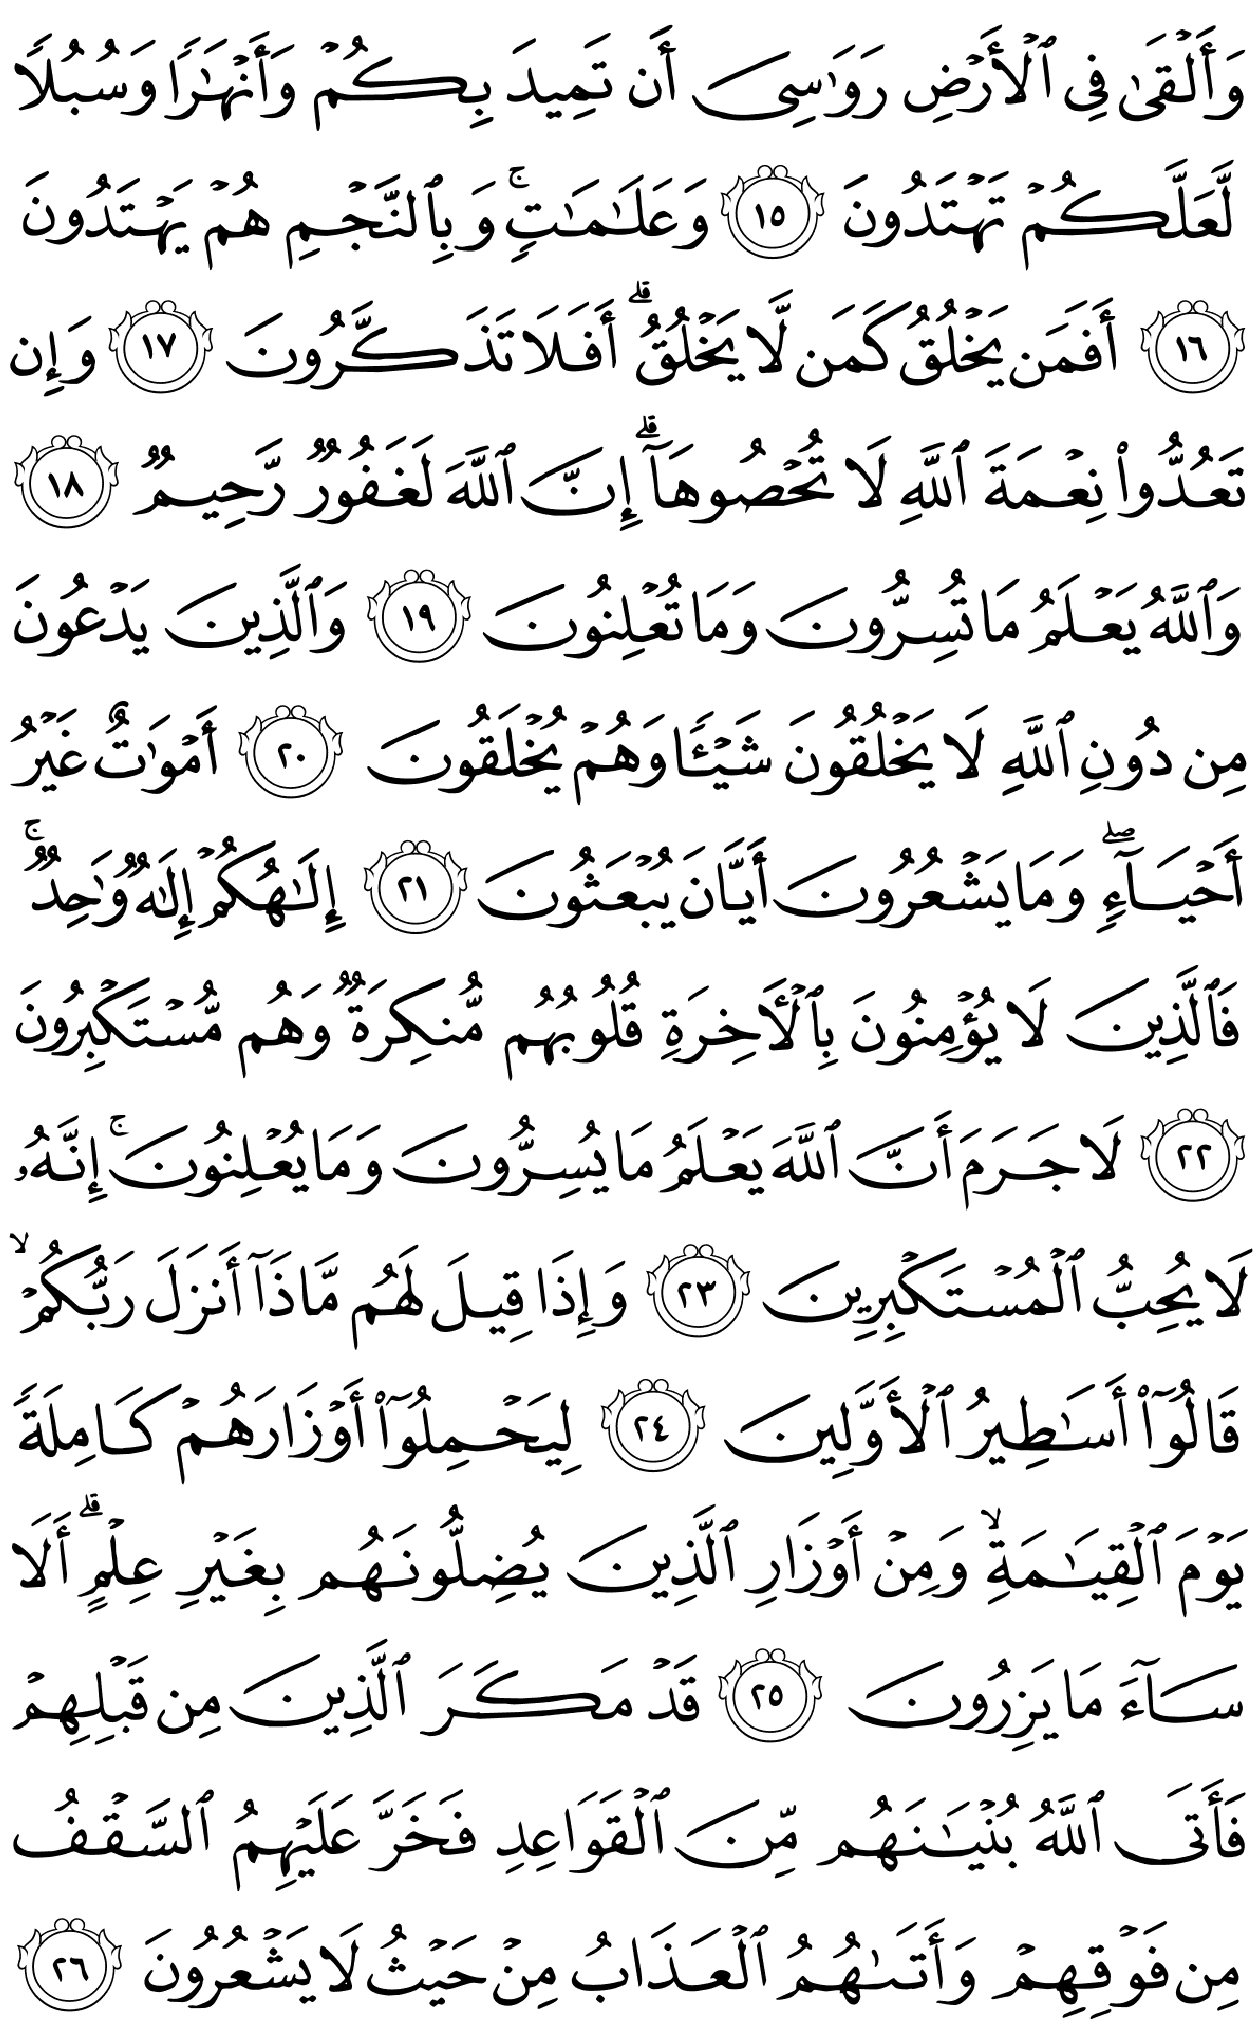 وَأَلۡقَىٰ فِي ٱلۡأَرۡضِ رَوَٰسِيَ أَن تَمِيدَ بِكُمۡ وَأَنۡهَٰرٗا وَسُبُلٗا
لَّعَلَّكُمۡ تَهۡتَدُونَ ١٥ وَعَلَٰمَٰتٖۚ وَبِٱلنَّجۡمِ هُمۡ يَهۡتَدُونَ
١٦ أَفَمَن يَخۡلُقُ كَمَن لَّا يَخۡلُقُۗ أَفَلَا تَذَكَّرُونَ ١٧ وَإِن
تَعُدُّواْ نِعۡمَةَ ٱللَّهِ لَا تُحۡصُوهَآۗ إِنَّ ٱللَّهَ لَغَفُورٞ رَّحِيمٞ ١٨
وَٱللَّهُ يَعۡلَمُ مَا تُسِرُّونَ وَمَا تُعۡلِنُونَ ١٩ وَٱلَّذِينَ يَدۡعُونَ
مِن دُونِ ٱللَّهِ لَا يَخۡلُقُونَ شَيۡـٔٗا وَهُمۡ يُخۡلَقُونَ ٢٠ أَمۡوَٰتٌ غَيۡرُ
أَحۡيَآءٖۖ وَمَا يَشۡعُرُونَ أَيَّانَ يُبۡعَثُونَ ٢١ إِلَٰهُكُمۡ إِلَٰهٞ وَٰحِدٞۚ
فَٱلَّذِينَ لَا يُؤۡمِنُونَ بِٱلۡأٓخِرَةِ قُلُوبُهُم مُّنكِرَةٞ وَهُم مُّسۡتَكۡبِرُونَ
٢٢ لَا جَرَمَ أَنَّ ٱللَّهَ يَعۡلَمُ مَا يُسِرُّونَ وَمَا يُعۡلِنُونَۚ إِنَّهُۥ
لَا يُحِبُّ ٱلۡمُسۡتَكۡبِرِينَ ٢٣ وَإِذَا قِيلَ لَهُم مَّاذَآ أَنزَلَ رَبُّكُمۡ ۙ
قَالُوٓاْ أَسَٰطِيرُ ٱلۡأَوَّلِينَ ٢٤ لِيَحۡمِلُوٓاْ أَوۡزَارَهُمۡ كَامِلَةٗ
يَوۡمَ ٱلۡقِيَٰمَةِۙ وَمِنۡ أَوۡزَارِ ٱلَّذِينَ يُضِلُّونَهُم بِغَيۡرِ عِلۡمٍۗ أَلَا
سَآءَ مَا يَزِرُونَ ٢٥ قَدۡ مَكَرَ ٱلَّذِينَ مِن قَبۡلِهِمۡ
فَأَتَى ٱللَّهُ بُنۡيَٰنَهُم مِّنَ ٱلۡقَوَاعِدِ فَخَرَّ عَلَيۡهِمُ ٱلسَّقۡفُ
مِن فَوۡقِهِمۡ وَأَتَىٰهُمُ ٱلۡعَذَابُ مِنۡ حَيۡثُ لَا يَشۡعُرُونَ ٢٦